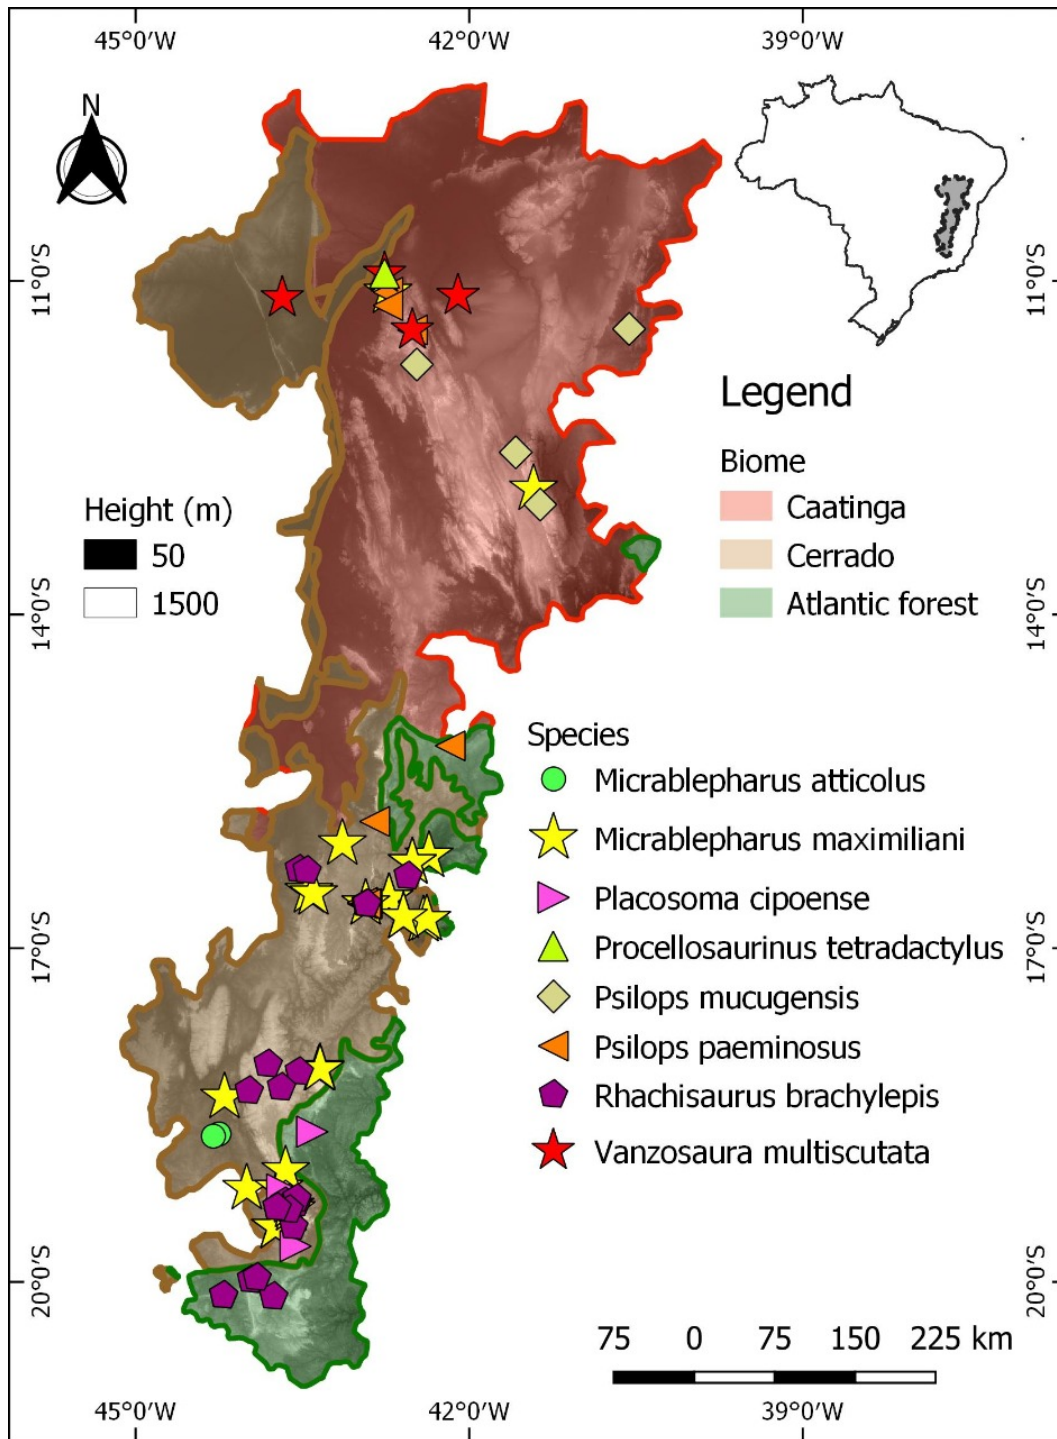 45°0'W 42°0'W 39°0'W
N
11°0'S 11°0'S
Legend
Biome
Caatinga
Cerrado
Atlantic forest
Height (m)
50
1500
14°0'S 14°0'S
Species
Micrablepharus atticolus
Micrablepharus maximiliani
Placosoma cipoense
Procellosaurinus tetradactylus
Psilops mucugensis
Psilops paeminosus
Rhachisaurus brachylepis
Vanzosaura multiscutata
17°0'S 17°0'S
20°0'S 20°0'S
75 0 75 150 225 km
45°0'W 42°0'W 39°0'W